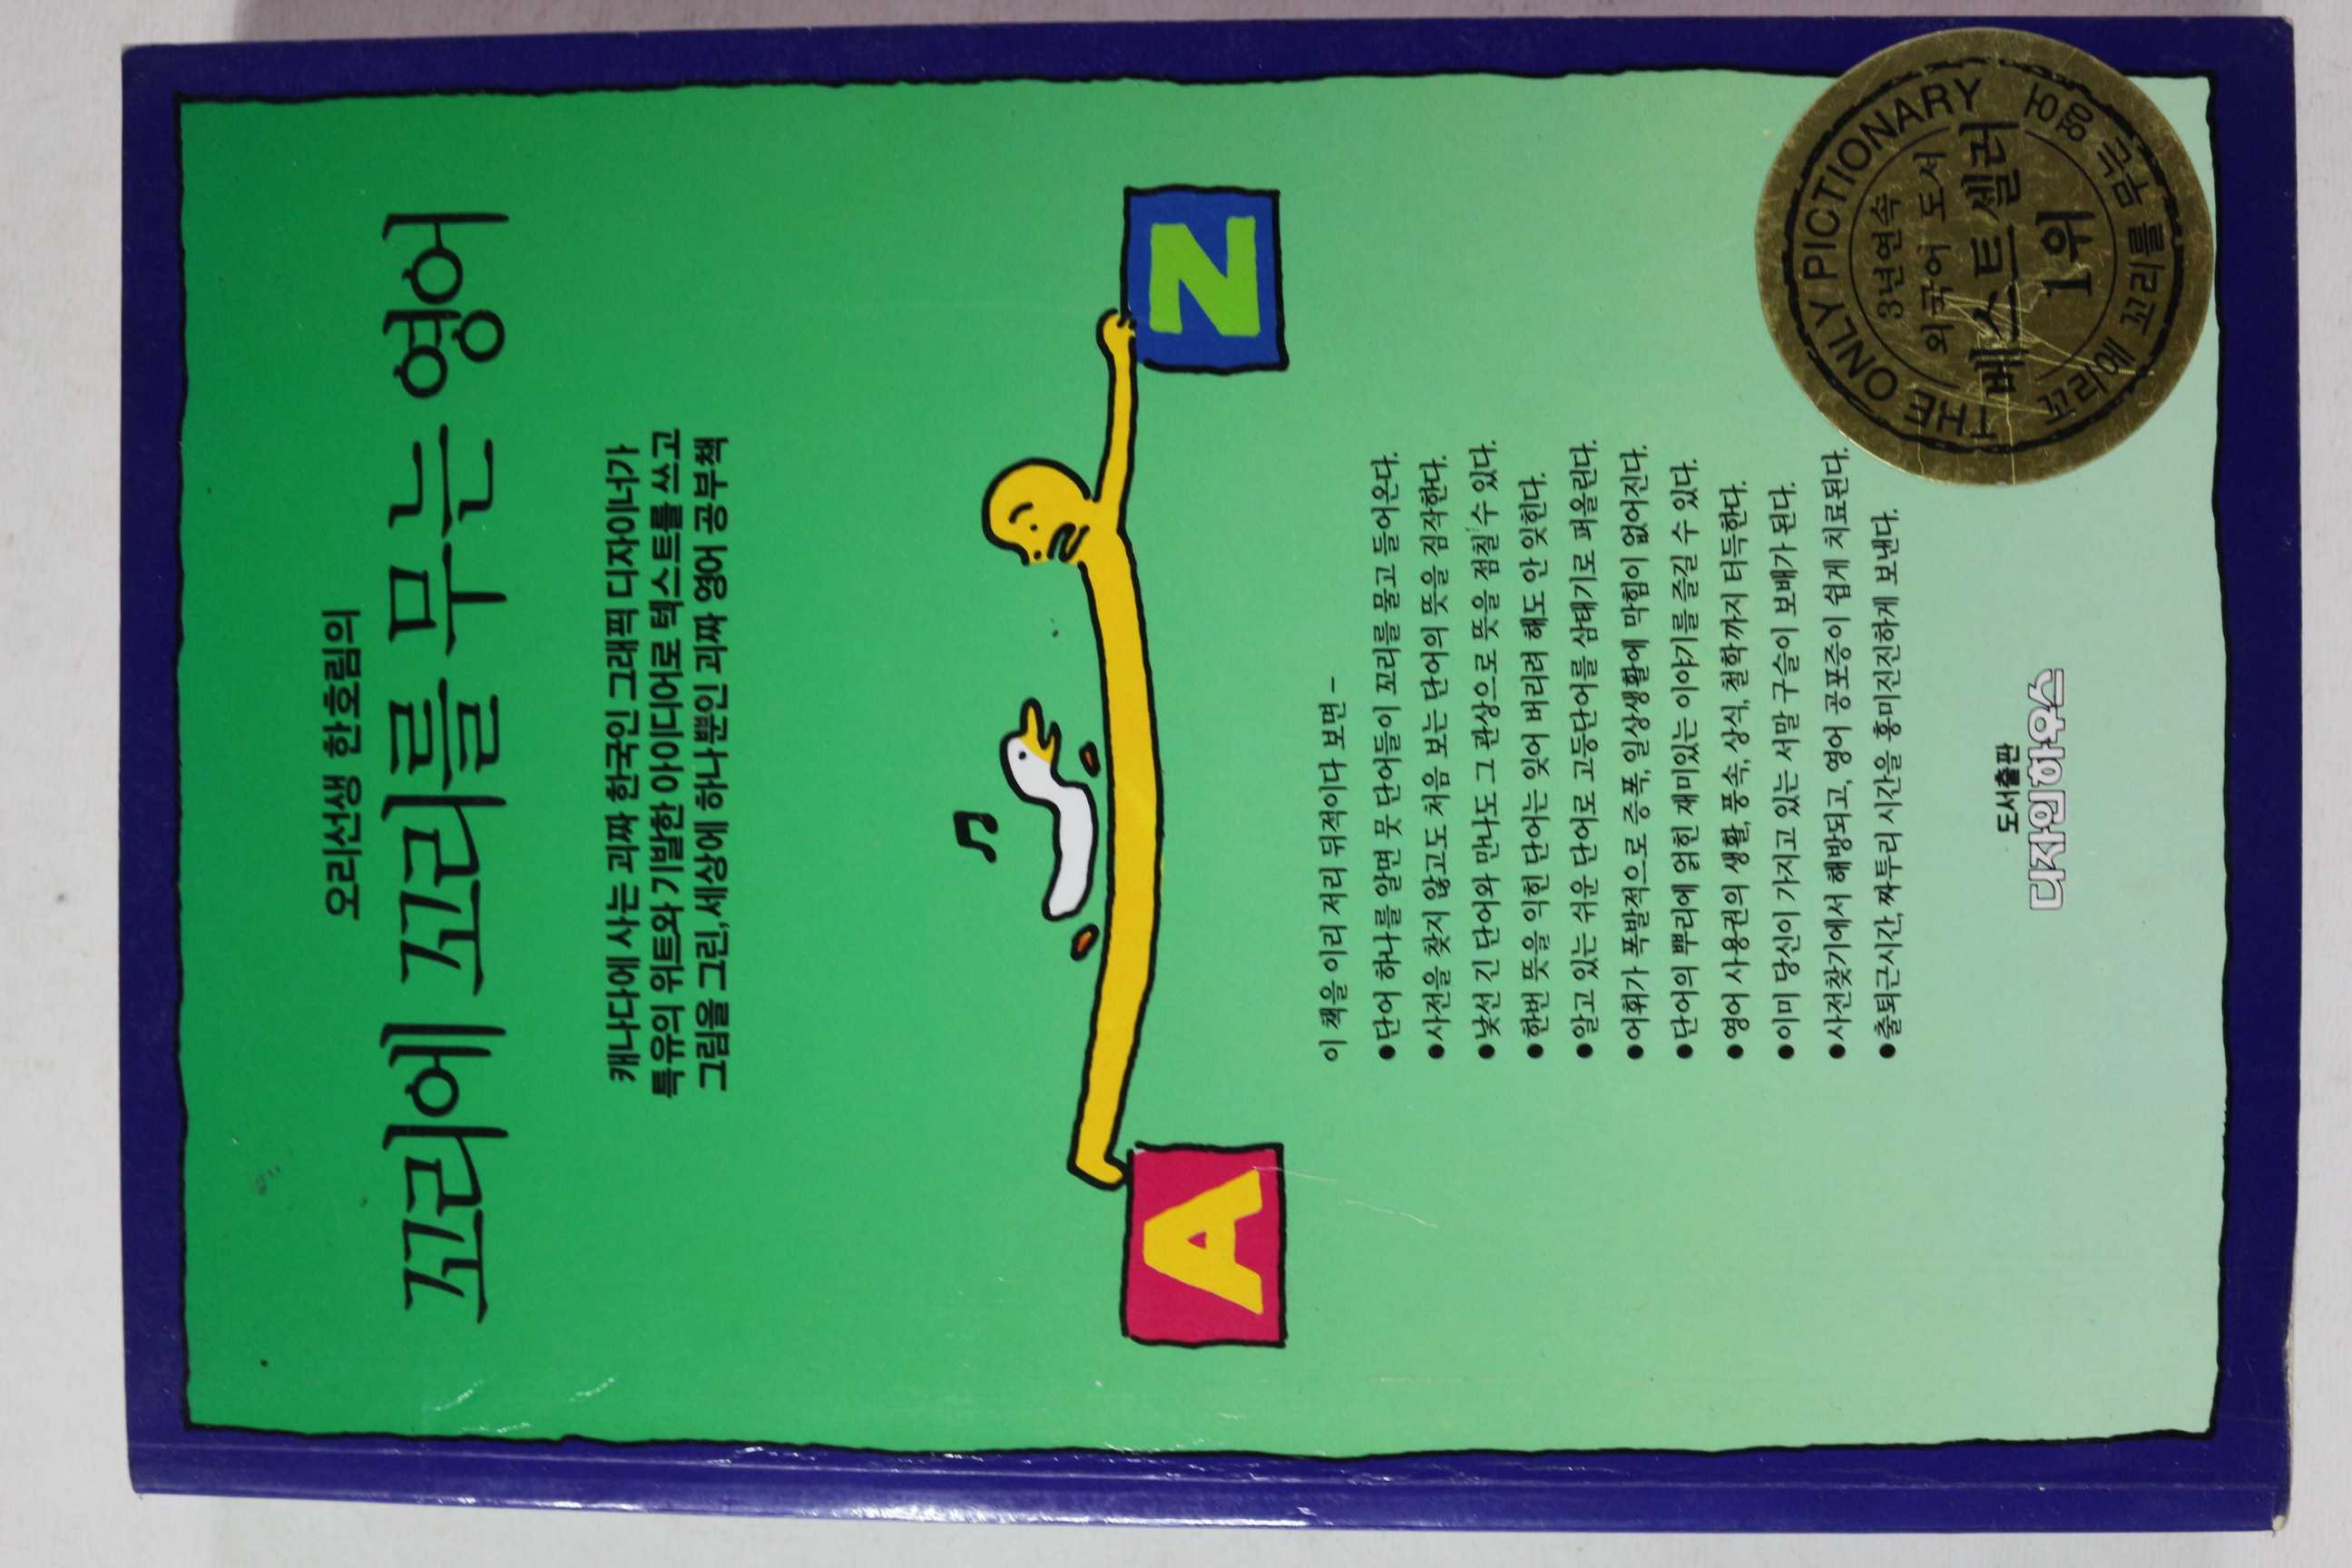 오리선생 한호림의
꼬리에 꼬리를 무는 영어
캐나다에 사는 괴짜 한국인 그래픽 디자이너가
특유의 위트와 기발한 아이디어로 텍스트를 쓰고
그림을 그린, 세상에 하나뿐인 괴짜 영어 공부책
A
Z
이 책을 이리 저리 뒤적이다 보면 –
●단어 하나를 알면 뭇 단어들이 꼬리를 물고 들어온다.
●사전을 찾지 않고도 처음 보는 단어의 뜻을 짐작한다.
●낯선 긴 단어와 만나도 그 관상으로 뜻을 점칠 수 있다.
●한번 뜻을 익힌 단어는 잊어 버리려 해도 안 잊힌다.
●알고 있는 쉬운 단어로 고등단어를 삼태기로 퍼올린다.
●어휘가 폭발적으로 증폭, 일상생활에 막힘이 없어진다.
●단어의 뿌리에 얽힌 재미있는 이야기를 즐길 수 있다.
●영어 사용권의 생활, 풍속, 상식, 철학까지 터득한다.
●이미 당신이 가지고 있는 서말 구슬이 보배가 된다.
●사전찾기에서 해방되고, 영어 공포증이 쉽게 치료된다.
●출퇴근시간, 짜투리 시간을 흥미진진하게 보낸다.
THE ONLY PICTIONARY
3년연속
외국어 도서
베스트셀러
1위
꼬리에 꼬리를 무는 영어
도서출판
디자인하우스